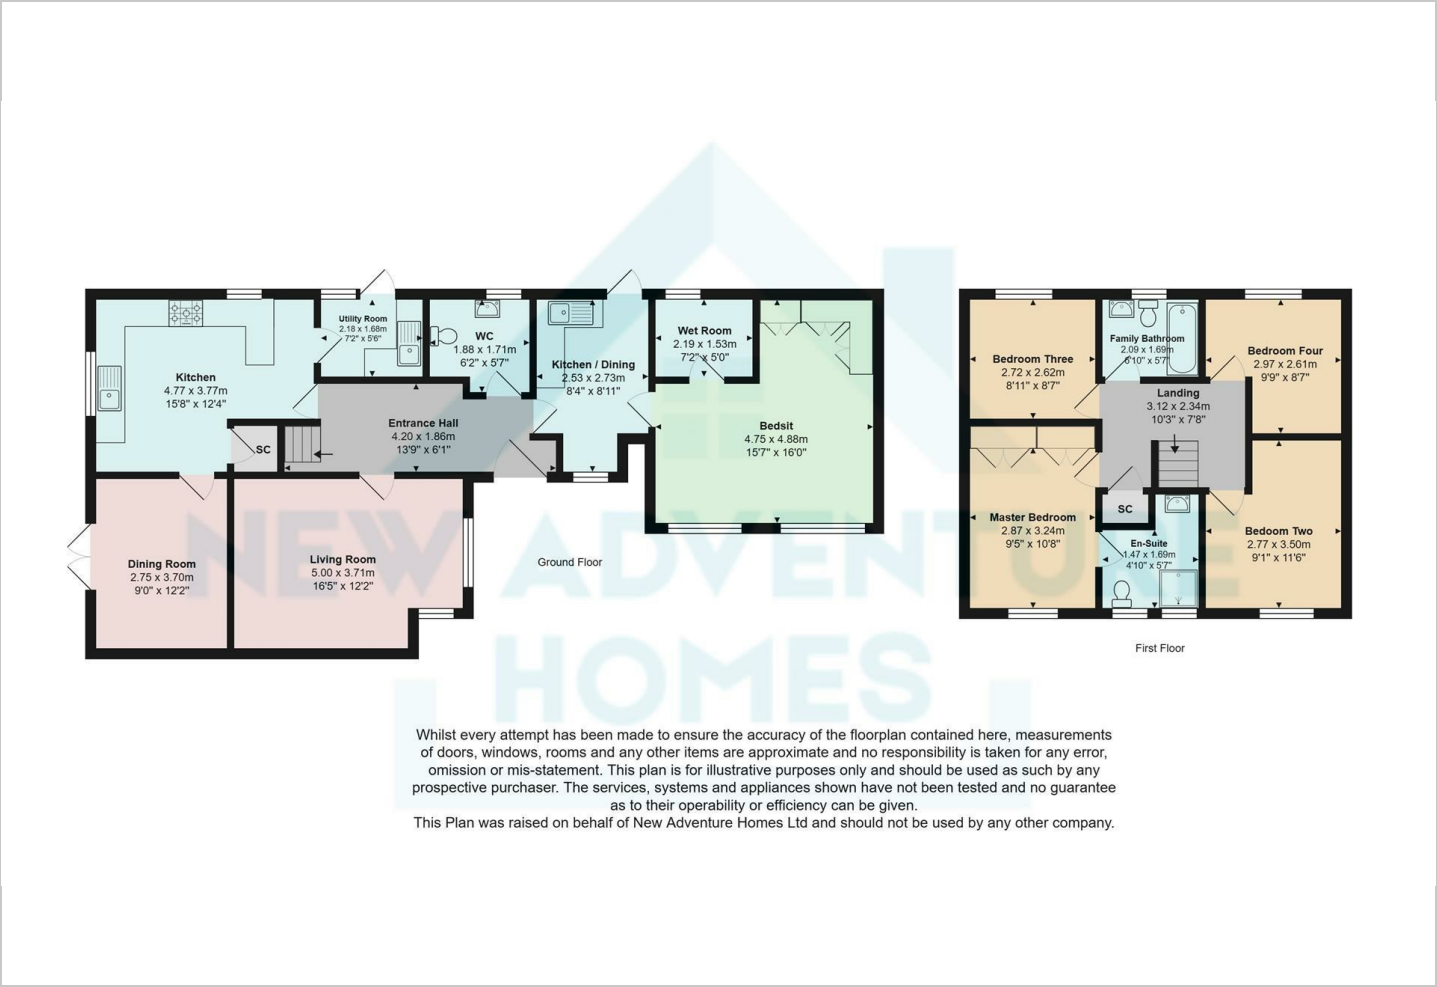 Kitchen
4.77 x 3.77m
15'8" x 12'4"
Utility Room
2.18 x 1.68m
7'2" x 5'6"
WC
1.88 x 1.71m
6'2" x 5'7"
Kitchen / Dining
2.53 x 2.73m
8'4" x 8'11"
Wet Room
2.19 x 1.53m
7'2" x 5'0"
Bedsit
4.75 x 4.88m
15'7" x 16'0"
Entrance Hall
4.20 x 1.86m
13'9" x 6'1"
SC
Dining Room
2.75 x 3.70m
9'0" x 12'2"
Living Room
5.00 x 3.71m
16'5" x 12'2"
Ground Floor
Bedroom Three
2.72 x 2.62m
8'11" x 8'7"
Family Bathroom
2.09 x 1.69m
6'10" x 5'7"
Bedroom Four
2.97 x 2.61m
9'9" x 8'7"
Landing
3.12 x 2.34m
10'3" x 7'8"
Master Bedroom
2.87 x 3.24m
9'5" x 10'8"
SC
En-Suite
1.47 x 1.69m
4'10" x 5'7"
Bedoom Two
2.77 x 3.50m
9'1" x 11'6"
First Floor
NEW ADVENTURE
HOMES
Whilst every attempt has been made to ensure the accuracy of the floorplan contained here, measurements
of doors, windows, rooms and any other items are approximate and no responsibility is taken for any error,
omission or mis-statement. This plan is for illustrative purposes only and should be used as such by any
prospective purchaser. The services, systems and appliances shown have not been tested and no guarantee
as to their operability or efficiency can be given.
This Plan was raised on behalf of New Adventure Homes Ltd and should not be used by any other company.